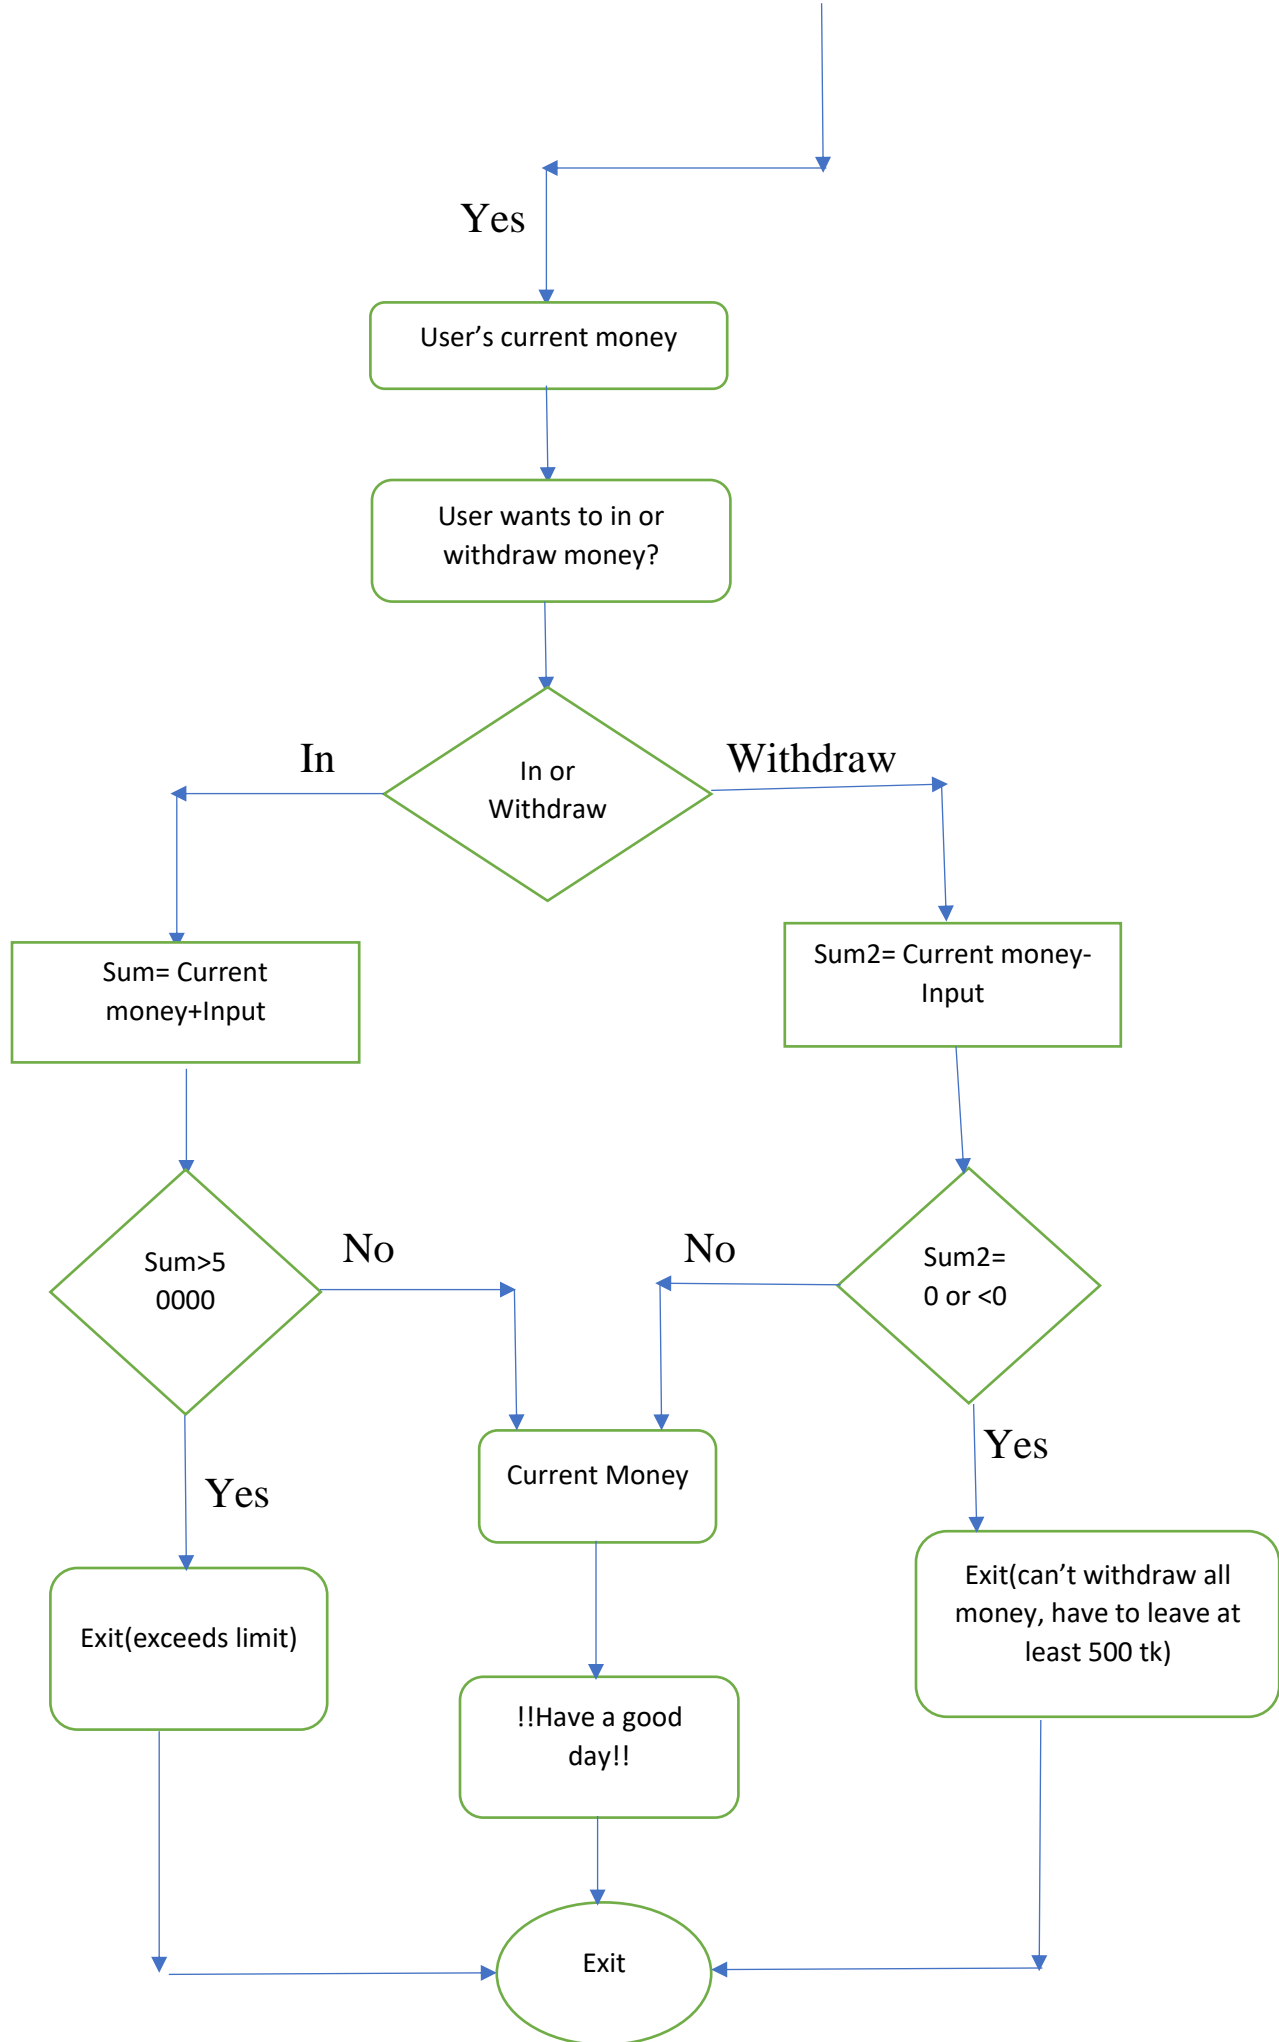 Yes
User’s current money
User wants to in or
withdraw money?
In
Withdraw
In or
Withdraw
Sum= Current
money+Input
Sum2= Current money-
Input
No
No
Sum>5
0000
Sum2=
0 or <0
Yes
Yes
Current Money
Exit(exceeds limit)
Exit(can’t withdraw all
money, have to leave at
least 500 tk)
!!Have a good
day!!
Exit